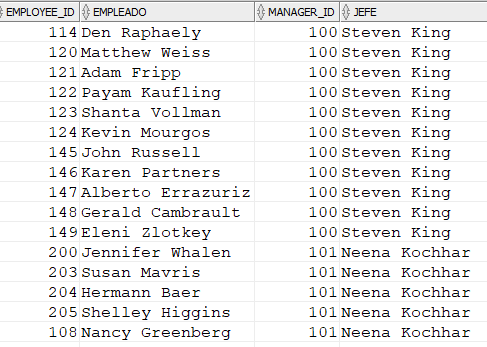 EMPLOYEE_ID EMPLEADO MANAGER_ID JEFE
114 Den Raphaely 100 Steven King
120 Matthew Weiss 100 Steven King
121 Adam Fripp 100 Steven King
122 Payam Kaufling 100 Steven King
123 Shanta Vollman 100 Steven King
124 Kevin Mourgos 100 Steven King
145 John Russell 100 Steven King
146 Karen Partners 100 Steven King
147 Alberto Errazuriz 100 Steven King
148 Gerald Cambrault 100 Steven King
149 Eleni Zlotkey 100 Steven King
200 Jennifer Whalen 101 Neena Kochhar
203 Susan Mavris 101 Neena Kochhar
204 Hermann Baer 101 Neena Kochhar
205 Shelley Higgins 101 Neena Kochhar
108 Nancy Greenberg 101 Neena Kochhar